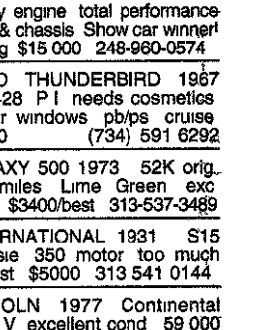 y engine total performance
& chassis Show car winner!
g $15 000 248-960-0574
D THUNDERBIRD 1967
-28 P I needs cosmetics
r windows pb/ps cruise
0 (734) 591 6292
AXY 500 1973 52K orig.
miles Lime Green exc
$3400/best 313-537-3489
RNATIONAL 1931 S15
sie 350 motor too much
st $5000 313 541 0144
OLN 1977 Continental
V excellent cond 59 000